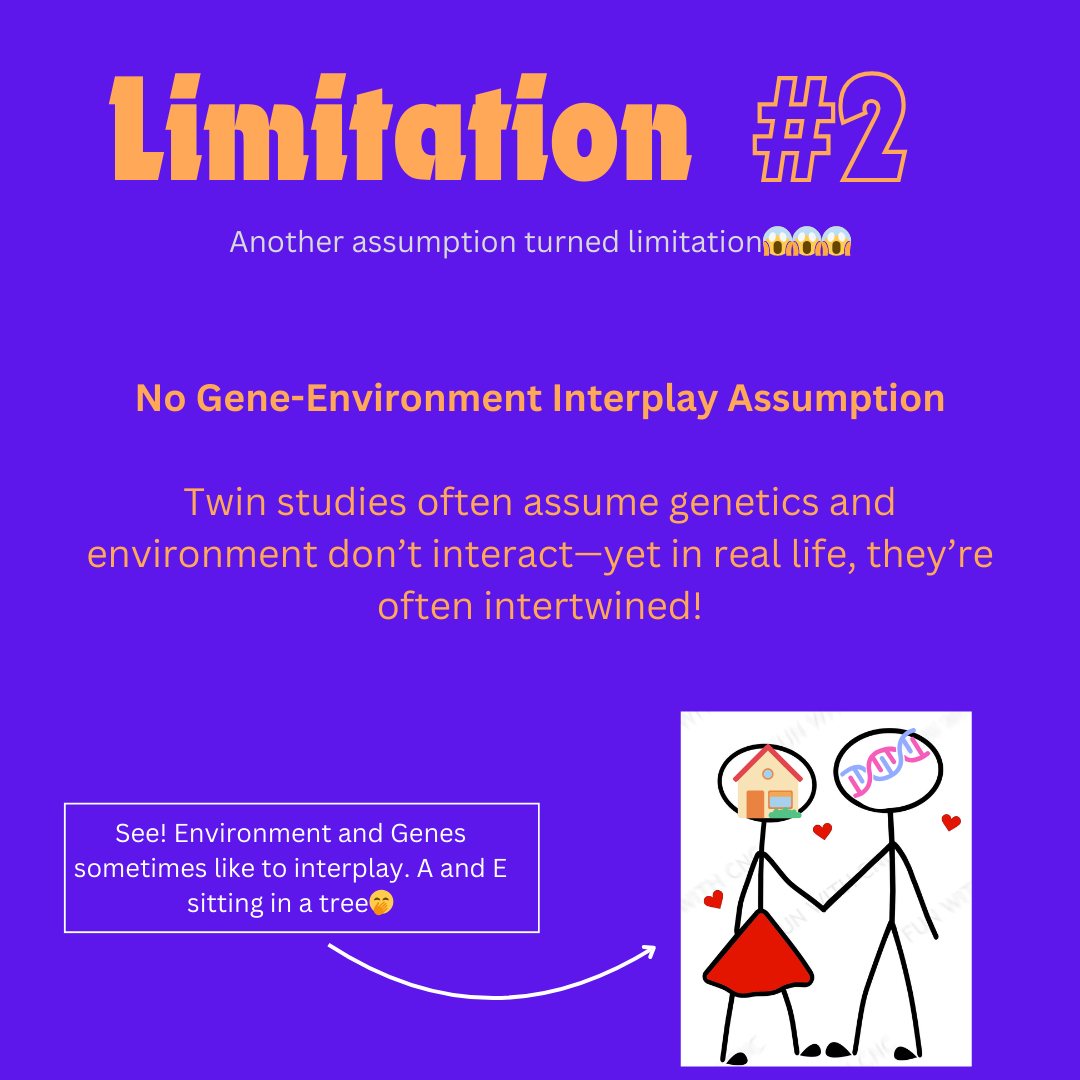 Limitation #2
Another assumption turned limitation😱😱😱
No Gene-Environment Interplay Assumption
Twin studies often assume genetics and
environment don’t interact—yet in real life, they’re
often intertwined!
See! Environment and Genes
sometimes like to interplay. A and E
sitting in a tree🤭